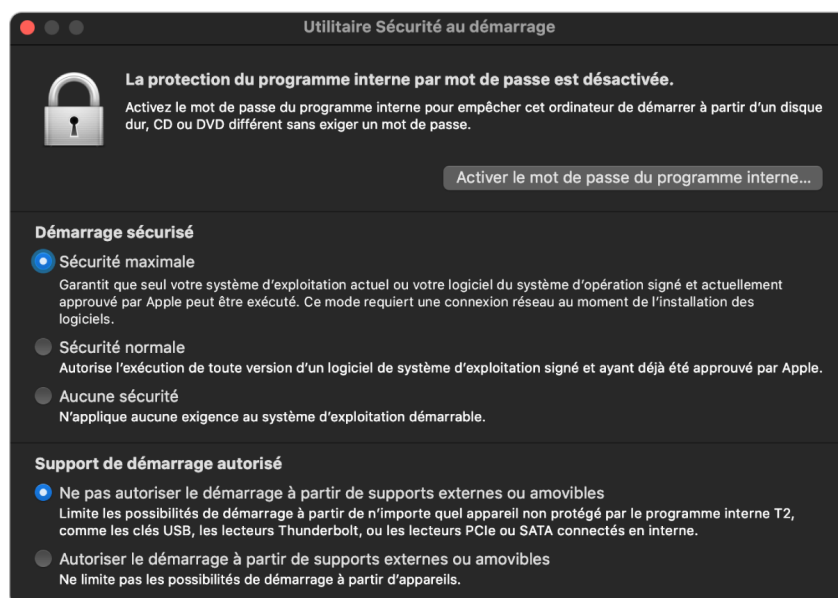 Utilitaire Sécurité au démarrage
La protection du programme interne par mot de passe est désactivée.
Activez le mot de passe du programme interne pour empêcher cet ordinateur de démarrer à partir d’un disque
dur, CD ou DVD différent sans exiger un mot de passe.
Activer le mot de passe du programme interne…
Démarrage sécurisé
Sécurité maximale
Garantit que seul votre système d’exploitation actuel ou votre logiciel du système d’opération signé et actuellement
approuvé par Apple peut être exécuté. Ce mode requiert une connexion réseau au moment de l’installation des
logiciels.
Sécurité normale
Autorise l’exécution de toute version d’un logiciel de système d’exploitation signé et ayant déjà été approuvé par Apple.
Aucune sécurité
N’applique aucune exigence au système d’exploitation démarrable.
Support de démarrage autorisé
Ne pas autoriser le démarrage à partir de supports externes ou amovibles
Limite les possibilités de démarrage à partir de n’importe quel appareil non protégé par le programme interne T2,
comme les clés USB, les lecteurs Thunderbolt, ou les lecteurs PCIe ou SATA connectés en interne.
Autoriser le démarrage à partir de supports externes ou amovibles
Ne limite pas les possibilités de démarrage à partir d’appareils.